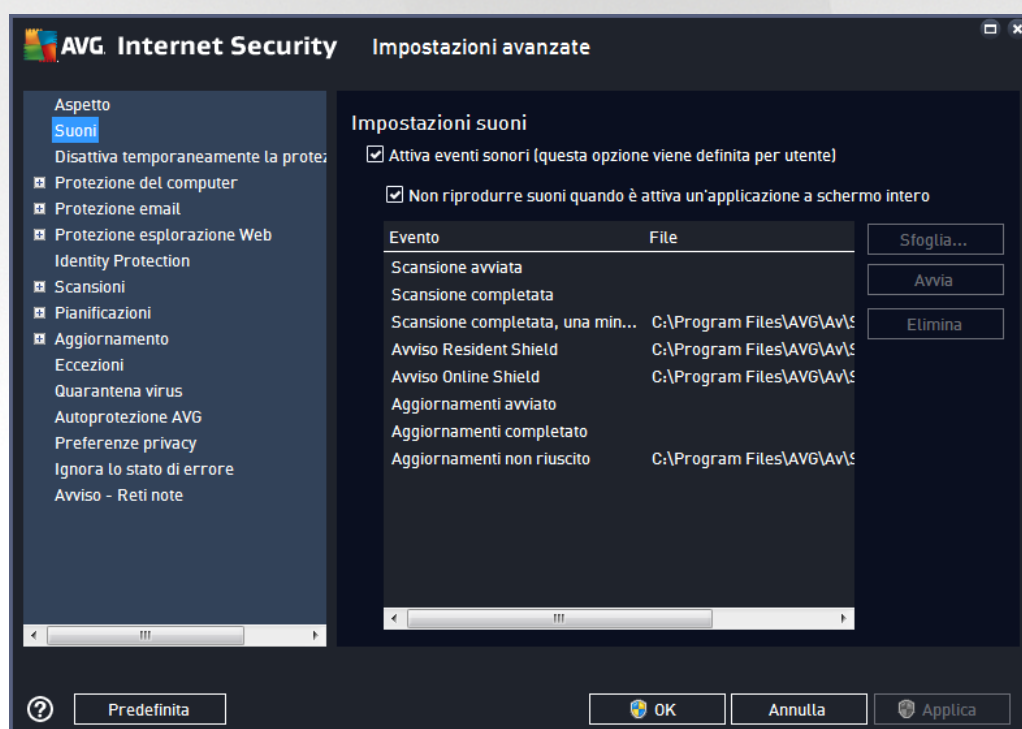 AVG. Internet Security Impostazioni avanzate
Aspetto
Suoni
Disattiva temporaneamente la protez
Protezione del computer
Protezione email
Protezione esplorazione Web
Identity Protection
Scansioni
Pianificazioni
Aggiornamento
Eccezioni
Quarantena virus
Autoprotezione AVG
Preferenze privacy
Ignora lo stato di errore
Avviso - Reti note
Impostazioni suoni
Attiva eventi sonori (questa opzione viene definita per utente)
Non riprodurre suoni quando è attiva un'applicazione a schermo intero
Evento File
Scansione avviata
Scansione completata
Scansione completata, una min... C:\Program Files\AVG\Av\S
Avviso Resident Shield C:\Program Files\AVG\Av\S
Avviso Online Shield C:\Program Files\AVG\Av\S
Aggiornamenti avviato
Aggiornamenti completato
Aggiornamenti non riuscito C:\Program Files\AVG\Av\S
Sfoglia...
Avvia
Elimina
Predefinita
OK
Annulla
Applica